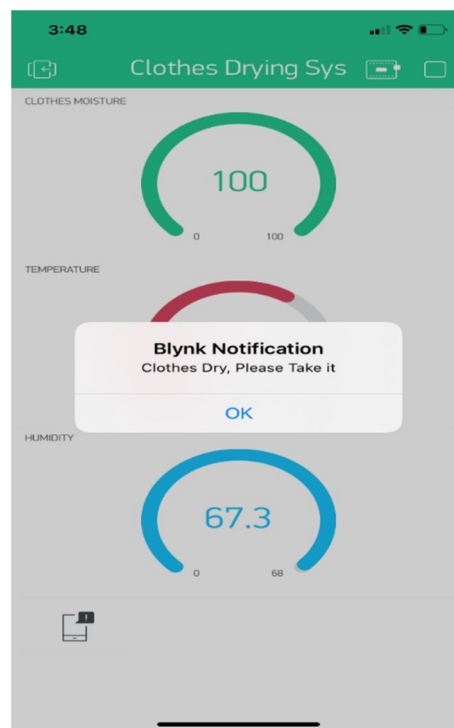 3:48
Clothes Drying Sys
CLOTHES MOISTURE
100
0 100
TEMPERATURE
Blynk Notification
Clothes Dry, Please Take it
OK
HUMIDITY
67.3
0 68